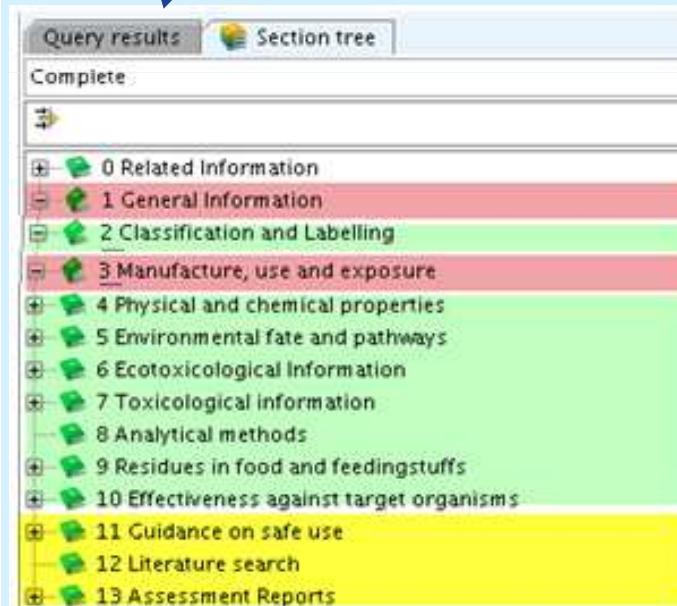 Query results Section tree
Complete
0 Related Information
1 General Information
2 Classification and Labelling
3 Manufacture, use and exposure
4 Physical and chemical properties
5 Environmental fate and pathways
6 Ecotoxicological Information
7 Toxicological information
8 Analytical methods
9 Residues in food and feedingstuffs
10 Effectiveness against target organisms
11 Guidance on safe use
12 Literature search
13 Assessment Reports